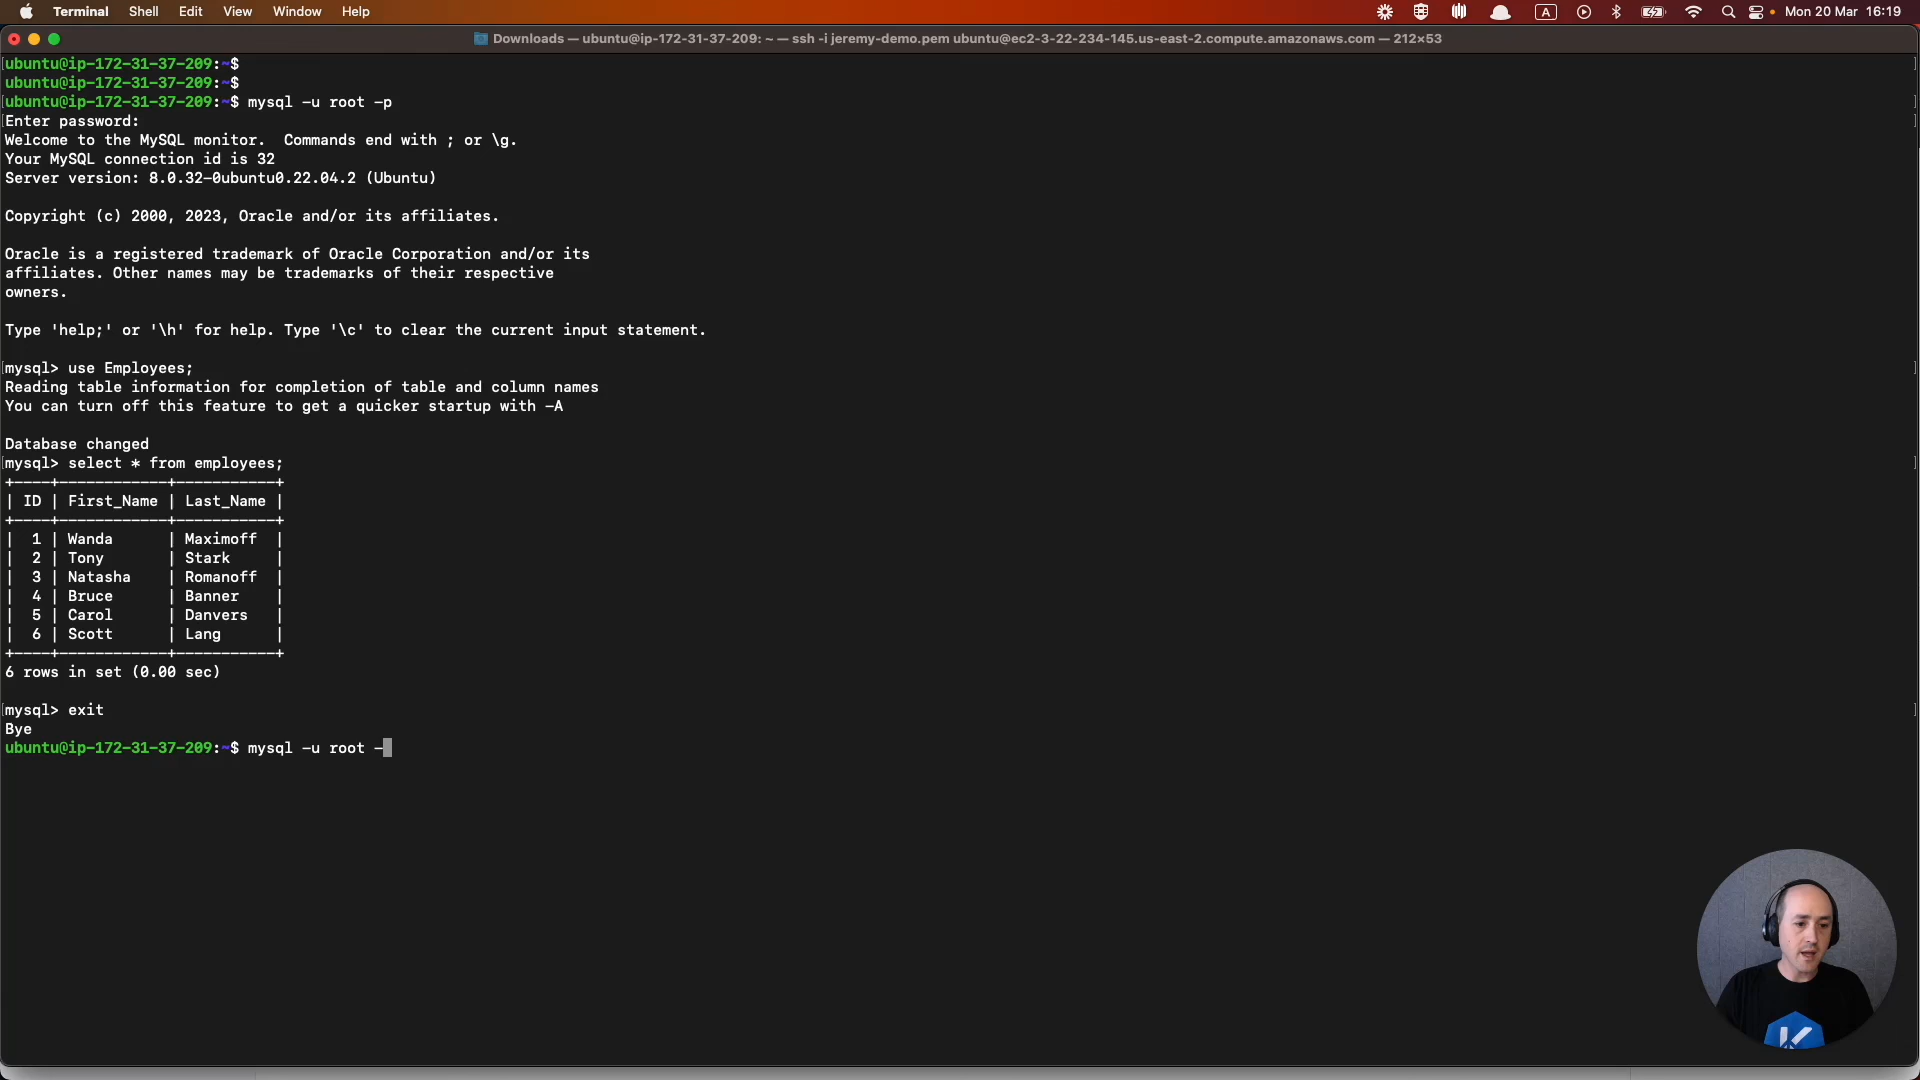 Terminal Shell Edit View Window Help A Mon 20 Mar 16:19
Downloads — ubuntu@ip-172-31-37-209: ~ — ssh -i jeremy-demo.pem ubuntu@ec2-3-22-234-145.us-east-2.compute.amazonaws.com — 212×53
ubuntu@ip-172-31-37-209:~$
ubuntu@ip-172-31-37-209:~$
ubuntu@ip-172-31-37-209:~$ mysql -u root -p
Enter password:
Welcome to the MySQL monitor.  Commands end with ; or \g.
Your MySQL connection id is 32
Server version: 8.0.32-0ubuntu0.22.04.2 (Ubuntu)
Copyright (c) 2000, 2023, Oracle and/or its affiliates.
Oracle is a registered trademark of Oracle Corporation and/or its
affiliates. Other names may be trademarks of their respective
owners.
Type 'help;' or '\h' for help. Type '\c' to clear the current input statement.
mysql> use Employees;
Reading table information for completion of table and column names
You can turn off this feature to get a quicker startup with -A
Database changed
mysql> select * from employees;
+----+------------+-----------+
| ID | First_Name | Last_Name |
+----+------------+-----------+
|  1 | Wanda      | Maximoff  |
|  2 | Tony       | Stark     |
|  3 | Natasha    | Romanoff  |
|  4 | Bruce      | Banner    |
|  5 | Carol      | Danvers   |
|  6 | Scott      | Lang      |
+----+------------+-----------+
6 rows in set (0.00 sec)
mysql> exit
Bye
ubuntu@ip-172-31-37-209:~$ mysql -u root -